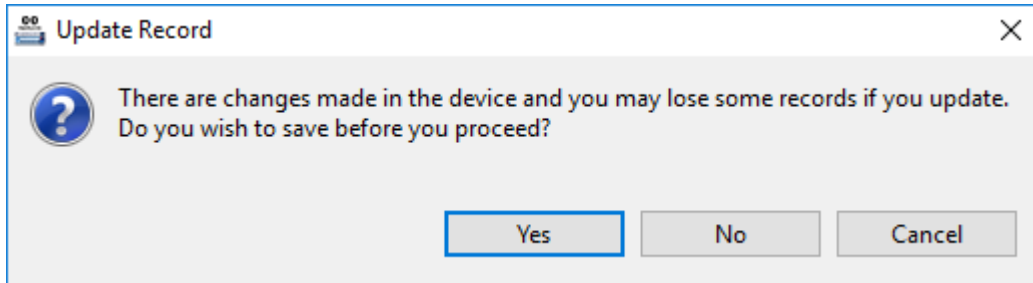 Update Record
There are changes made in the device and you may lose some records if you update.
Do you wish to save before you proceed?
Yes
No
Cancel